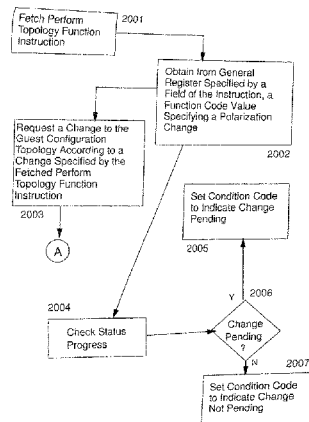 Fetch Perform
Topology Function
Instruction
2001
Obtain from General
Register Specified by a
Field of the Instruction, a
Function Code Value
Specifying a Polarization
Change
2002
Request a Change to the
Guest Configuration
Topology According to a
Change Specified by the
Fetched Perform
Topology Function
Instruction
2003
A
Set Condition Code
to Indicate Change
Pending
2005
2004
Check Status
Progress
Y
2006
Change
Pending
?
N
2007
Set Condition Code
to Indicate Change
Not Pending